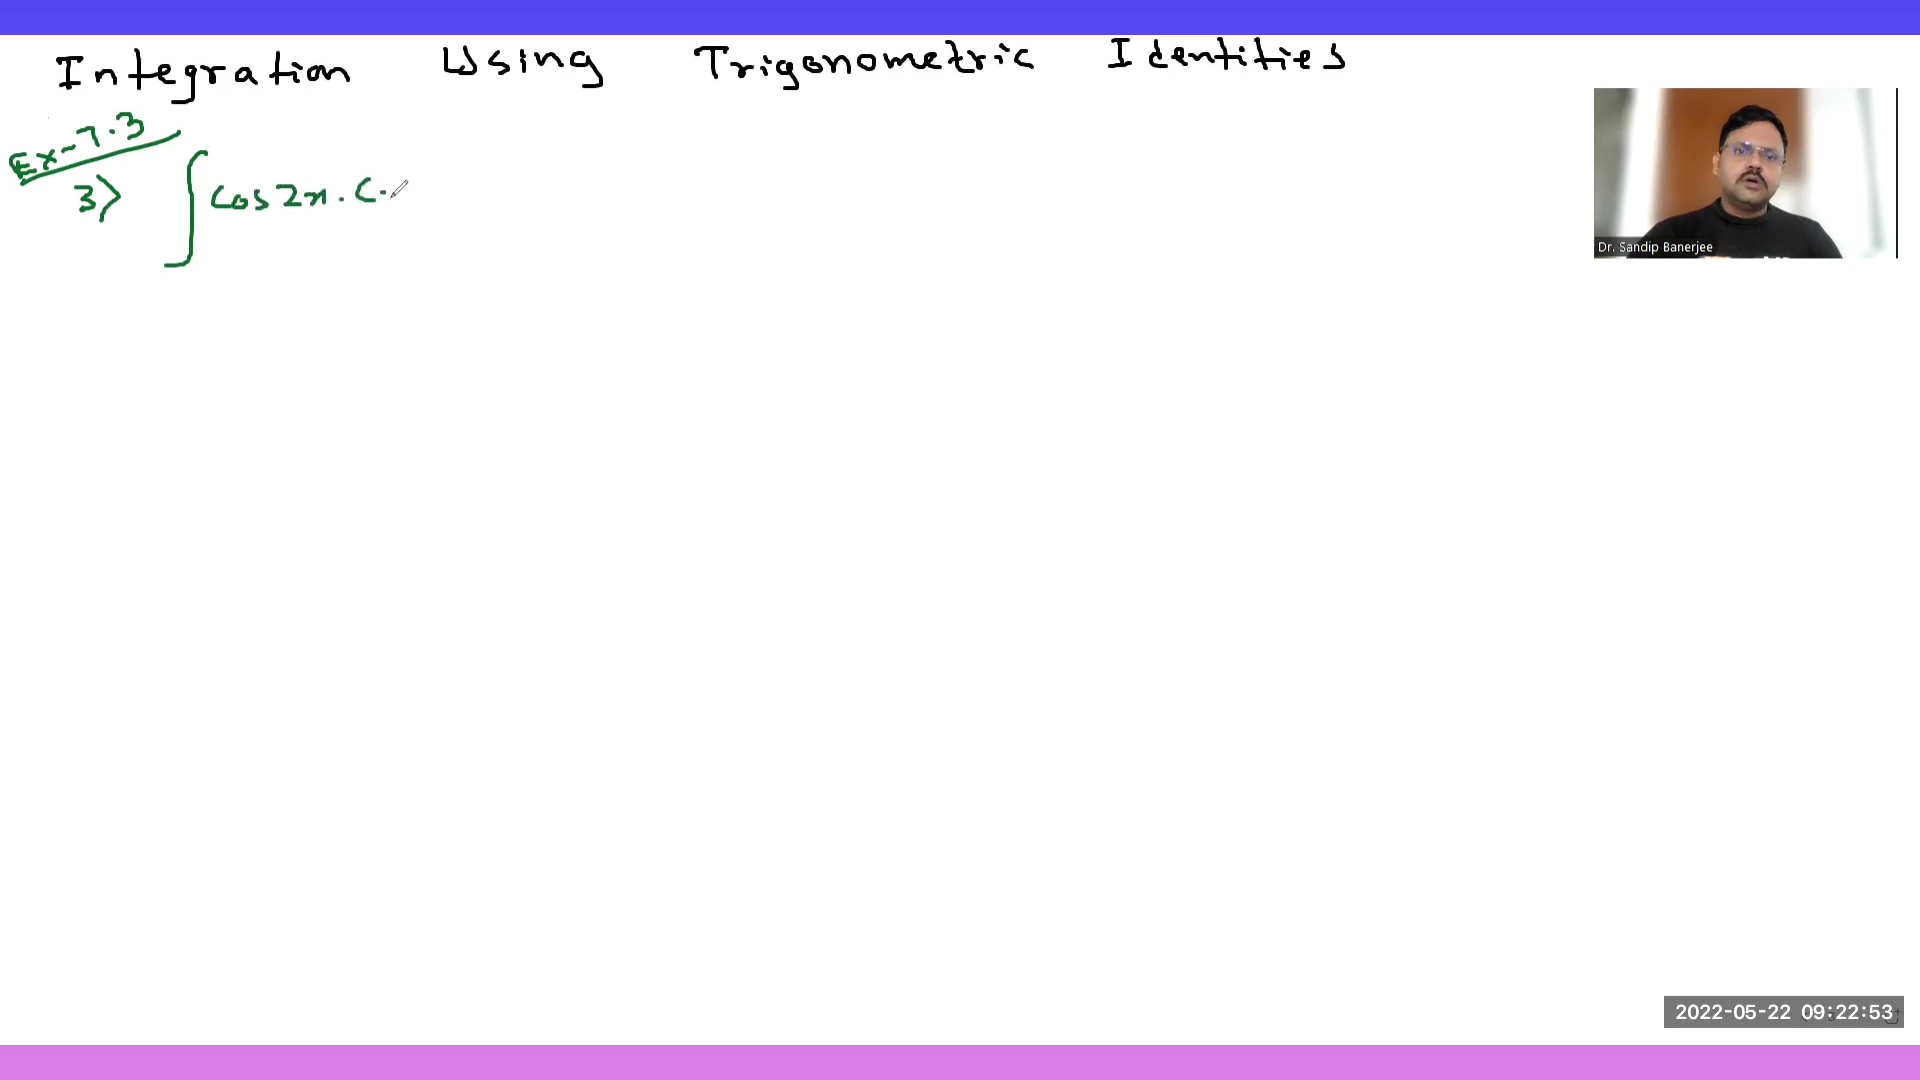 Integration Using Trigonometric Identities
Ex-7.3
3) ∫cos2x.c.
Dr. Sandip Banerjee
2022-05-22 09:22:53